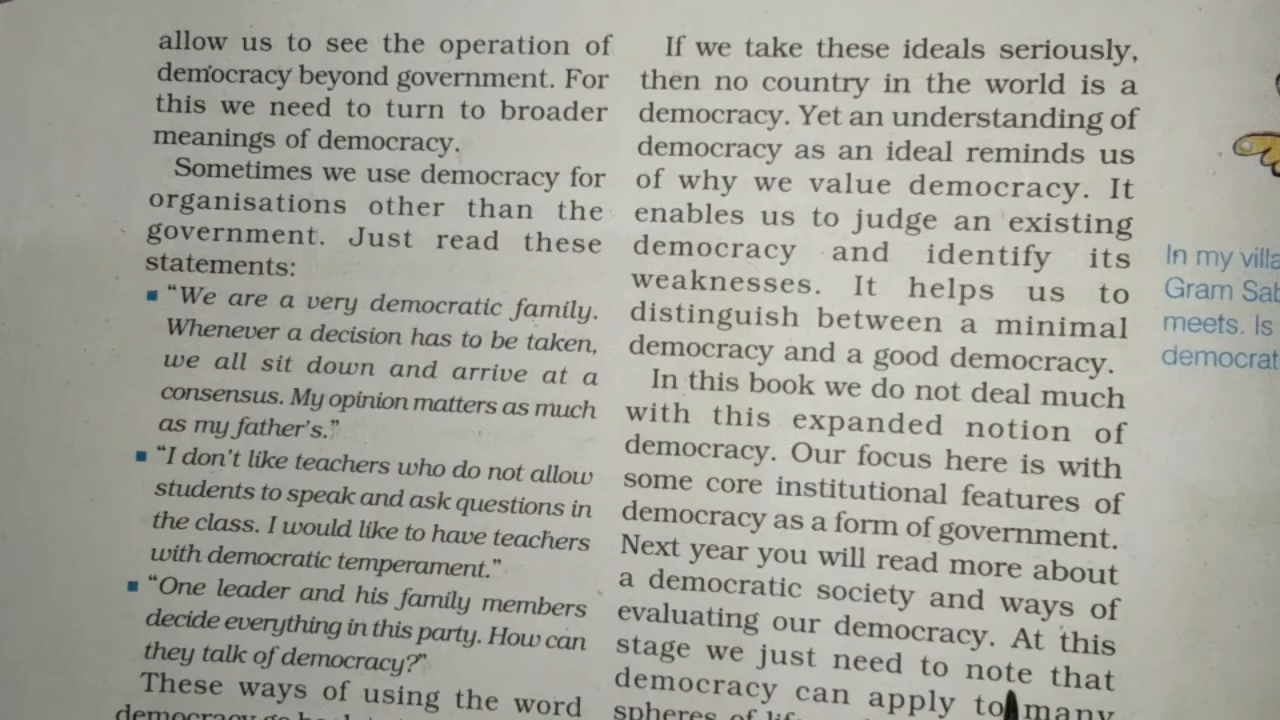 allow us to see the operation of
democracy beyond government. For
this we need to turn to broader
meanings of democracy.
Sometimes we use democracy for
organisations other than the
government. Just read these
statements:
"We are a very democratic family.
Whenever a decision has to be taken,
we all sit down and arrive at a
consensus. My opinion matters as much
as my father's."
"I don't like teachers who do not allow
students to speak and ask questions in
the class. I would like to have teachers
with democratic temperament."
"One leader and his family members
decide everything in this party. How can
they talk of democracy?"
These ways of using the word
democracy go back
If we take these ideals seriously,
then no country in the world is a
democracy. Yet an understanding of
democracy as an ideal reminds us
of why we value democracy. It
enables us to judge an existing
democracy and identify its
weaknesses. It helps us to
distinguish between a minimal
democracy and a good democracy.
In this book we do not deal much
with this expanded notion of
democracy. Our focus here is with
some core institutional features of
democracy as a form of government.
Next year you will read more about
a democratic society and ways of
evaluating our democracy. At this
stage we just need to note that
democracy can apply to many
spheres of
In my villa
Gram Sab
meets. Is
democrat